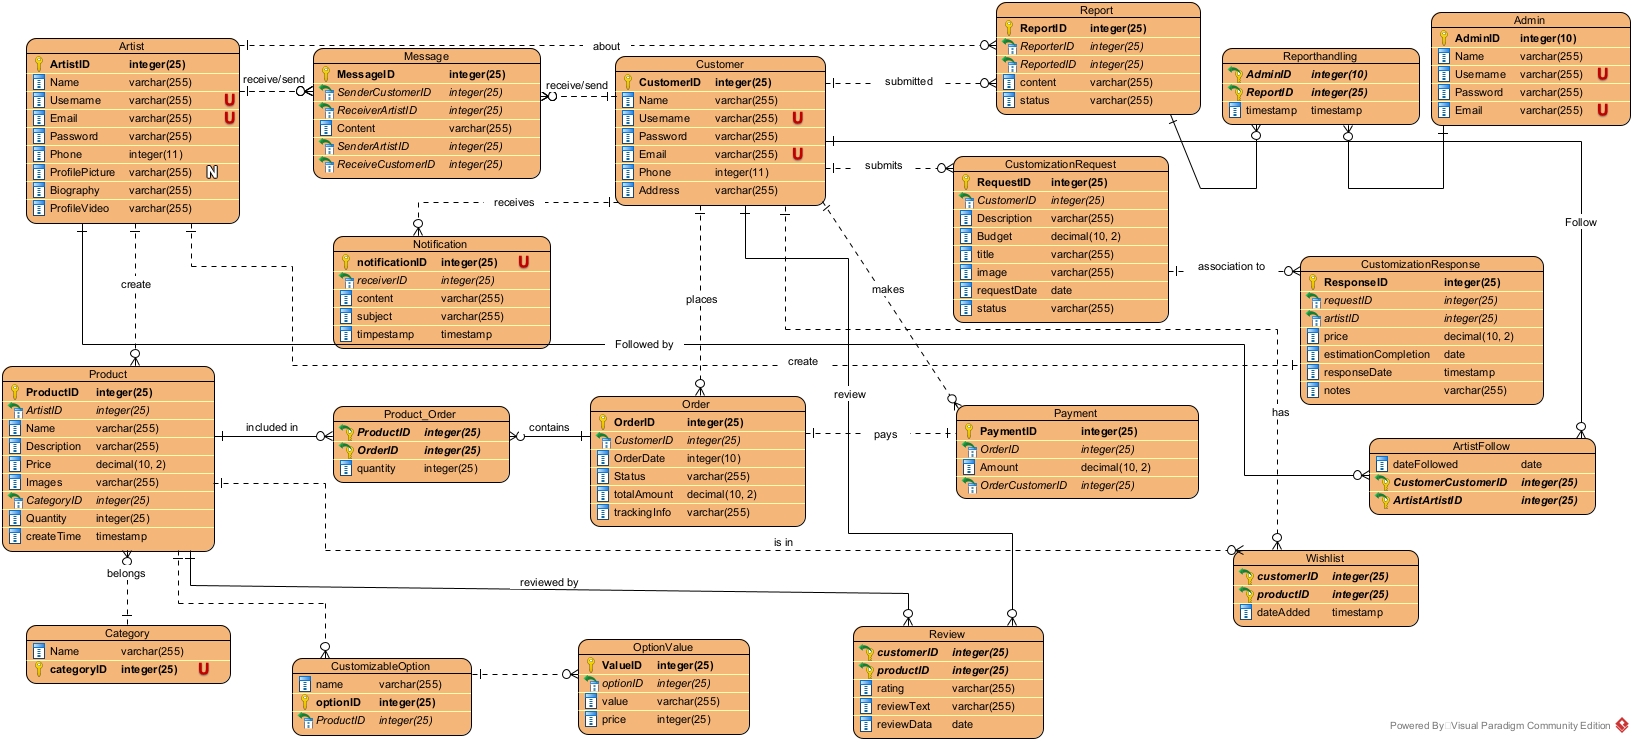 Artist
ArtistID integer(25)
Name varchar(255)
Username varchar(255) U
Email varchar(255) U
Password varchar(255)
Phone integer(11)
ProfilePicture varchar(255) N
Biography varchar(255)
ProfileVideo varchar(255)
about
receive/send
Message
MessageID integer(25)
SenderCustomerID integer(25)
ReceiverArtistID integer(25)
Content varchar(255)
SenderArtistID integer(25)
ReceiveCustomerID integer(25)
receive/send
Customer
CustomerID integer(25)
Name varchar(255)
Username varchar(255) U
Password varchar(255)
Email varchar(255) U
Phone integer(11)
Address varchar(255)
submitted
Report
ReportID integer(25)
ReporterID integer(25)
ReportedID integer(25)
content varchar(255)
status varchar(255)
Reporthandling
AdminID integer(10)
ReportID integer(25)
timestamp timestamp
Admin
AdminID integer(10)
Name varchar(255)
Username varchar(255) U
Password varchar(255)
Email varchar(255) U
submits
CustomizationRequest
RequestID integer(25)
CustomerID integer(25)
Description varchar(255)
Budget decimal(10, 2)
title varchar(255)
image varchar(255)
requestDate date
status varchar(255)
Follow
receives
Notification
notificationID integer(25) U
receiverID integer(25)
content varchar(255)
subject varchar(255)
timpestamp timestamp
association to
CustomizationResponse
ResponseID integer(25)
requestID integer(25)
artistID integer(25)
price decimal(10, 2)
estimationCompletion date
responseDate timestamp
notes varchar(255)
create
places
makes
Followed by
create
review
has
Product
ProductID integer(25)
ArtistID integer(25)
Name varchar(255)
Description varchar(255)
Price decimal(10, 2)
Images varchar(255)
CategoryID integer(25)
Quantity integer(25)
createTime timestamp
included in
Product_Order
ProductID integer(25)
OrderID integer(25)
quantity integer(25)
contains
Order
OrderID integer(25)
CustomerID integer(25)
OrderDate integer(10)
Status varchar(255)
totalAmount decimal(10, 2)
trackingInfo varchar(255)
pays
Payment
PaymentID integer(25)
OrderID integer(25)
Amount decimal(10, 2)
OrderCustomerID integer(25)
ArtistFollow
dateFollowed date
CustomerCustomerID integer(25)
ArtistArtistID integer(25)
is in
Wishlist
customerID integer(25)
productID integer(25)
dateAdded timestamp
belongs
reviewed by
Category
Name varchar(255)
categoryID integer(25) U
CustomizableOption
name varchar(255)
optionID integer(25)
ProductID integer(25)
OptionValue
ValueID integer(25)
optionID integer(25)
value varchar(255)
price integer(25)
Review
customerID integer(25)
productID integer(25)
rating varchar(255)
reviewText varchar(255)
reviewData date
Powered By Visual Paradigm Community Edition